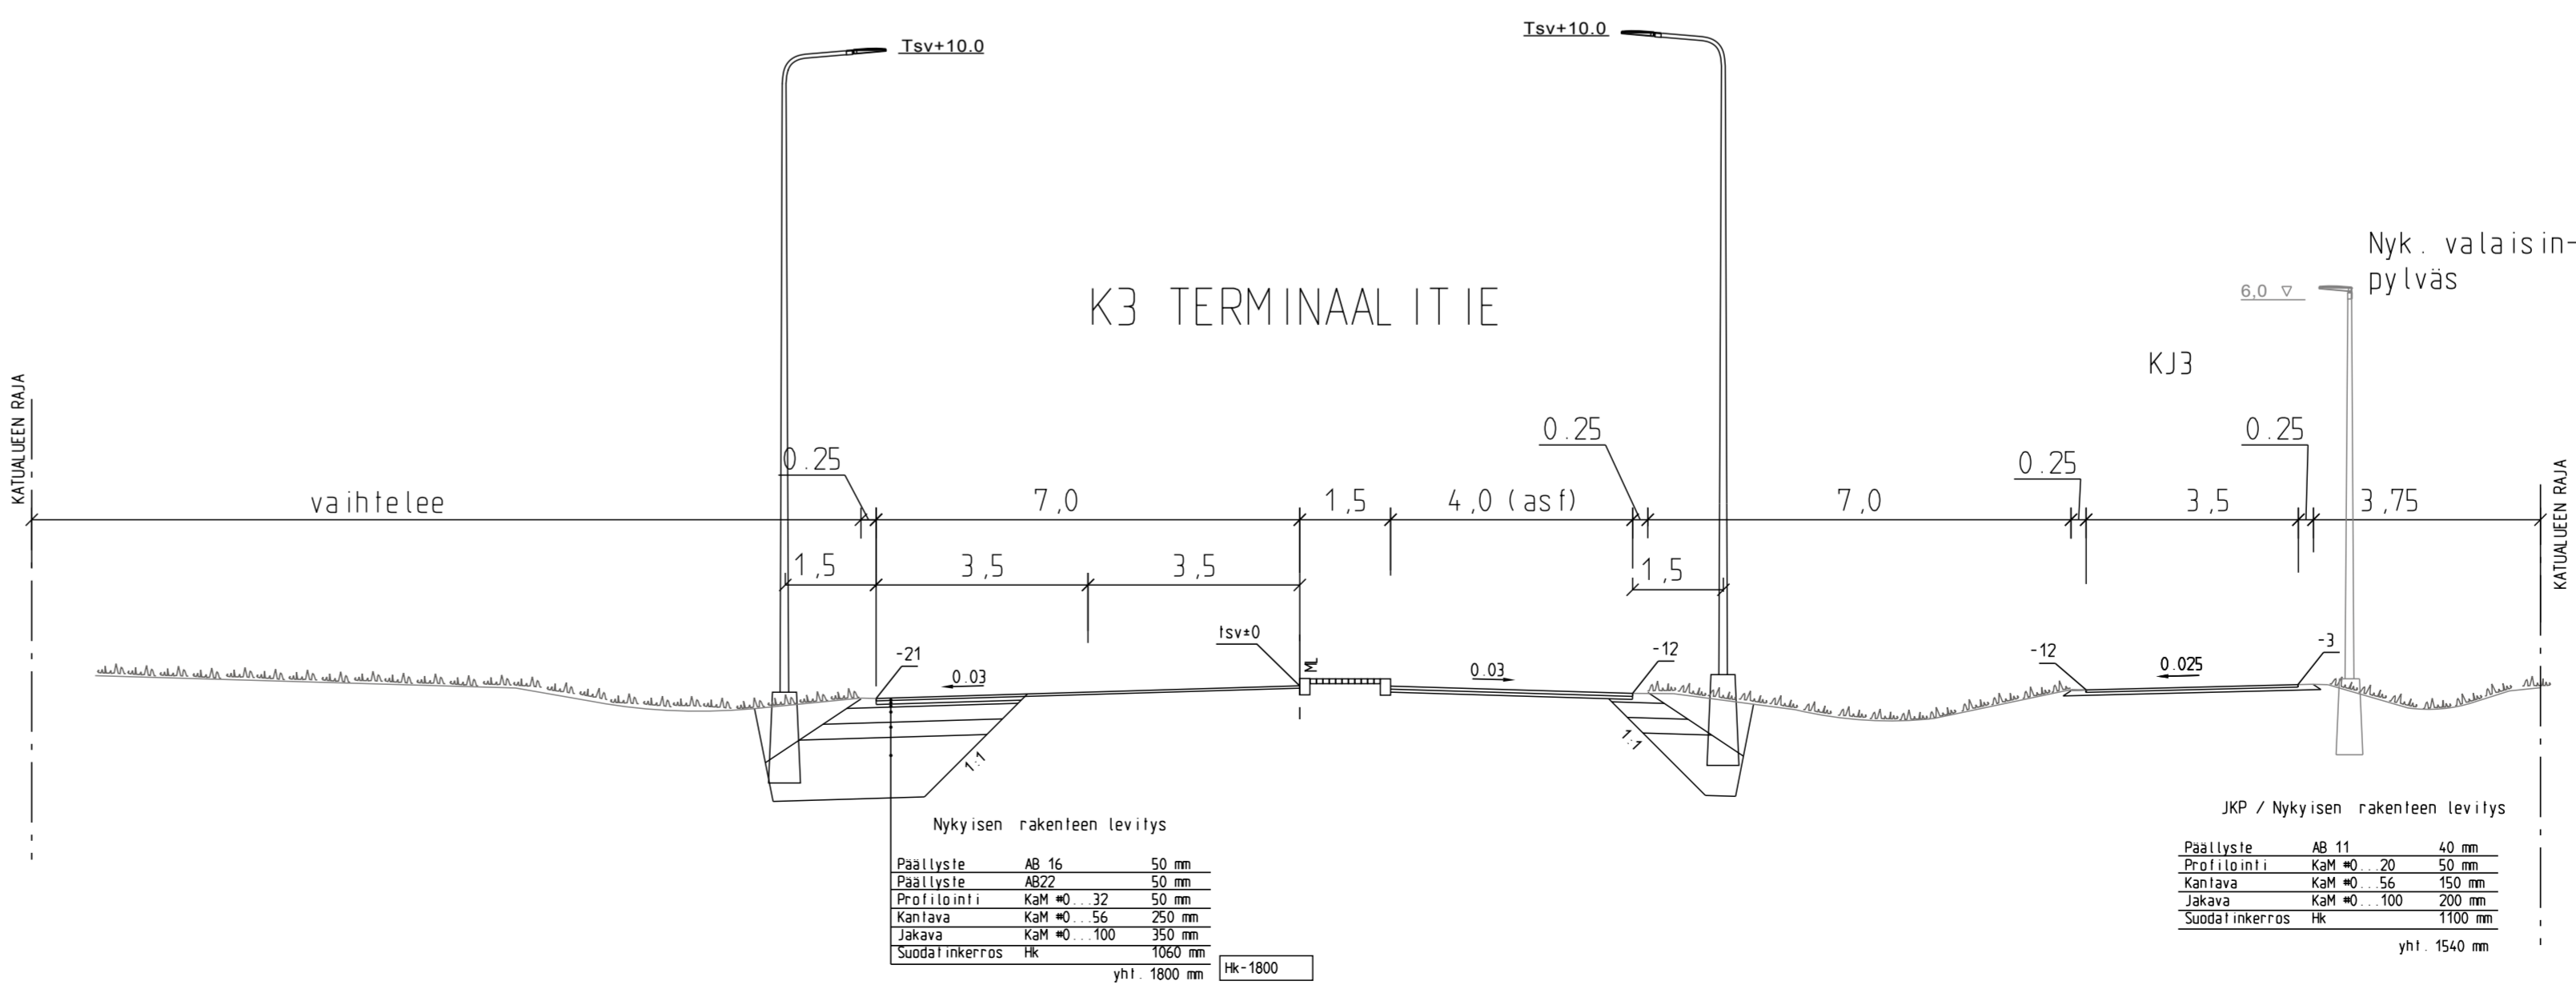 Tsv+10.0
Tsv+10.0
Nyk. valaisin-
pylväs
6,0
K3 TERMINAALITIE
KJ3
KATUALUEEN RAJA
KATUALUEEN RAJA
0.25
0.25
0.25
0.25
vaihtelee
7,0
1,5
4,0 (asf)
7,0
3,5
3,75
1,5
3,5
3,5
1,5
tsv±0
ML
-21
0.03
0.03
-12
-12
0.025
-3
1:1
1:1
Nykyisen rakenteen levitys
Päällyste AB 16 50 mm
Päällyste AB22 50 mm
Profilointi KaM #0...32 50 mm
Kantava KaM #0...56 250 mm
Jakava KaM #0...100 350 mm
Suodatinkerros Hk 1060 mm
yht. 1800 mm
Hk-1800
JKP / Nykyisen rakenteen levitys
Päällyste AB 11 40 mm
Profilointi KaM #0...20 50 mm
Kantava KaM #0...56 150 mm
Jakava KaM #0...100 200 mm
Suodatinkerros Hk 1100 mm
yht. 1540 mm